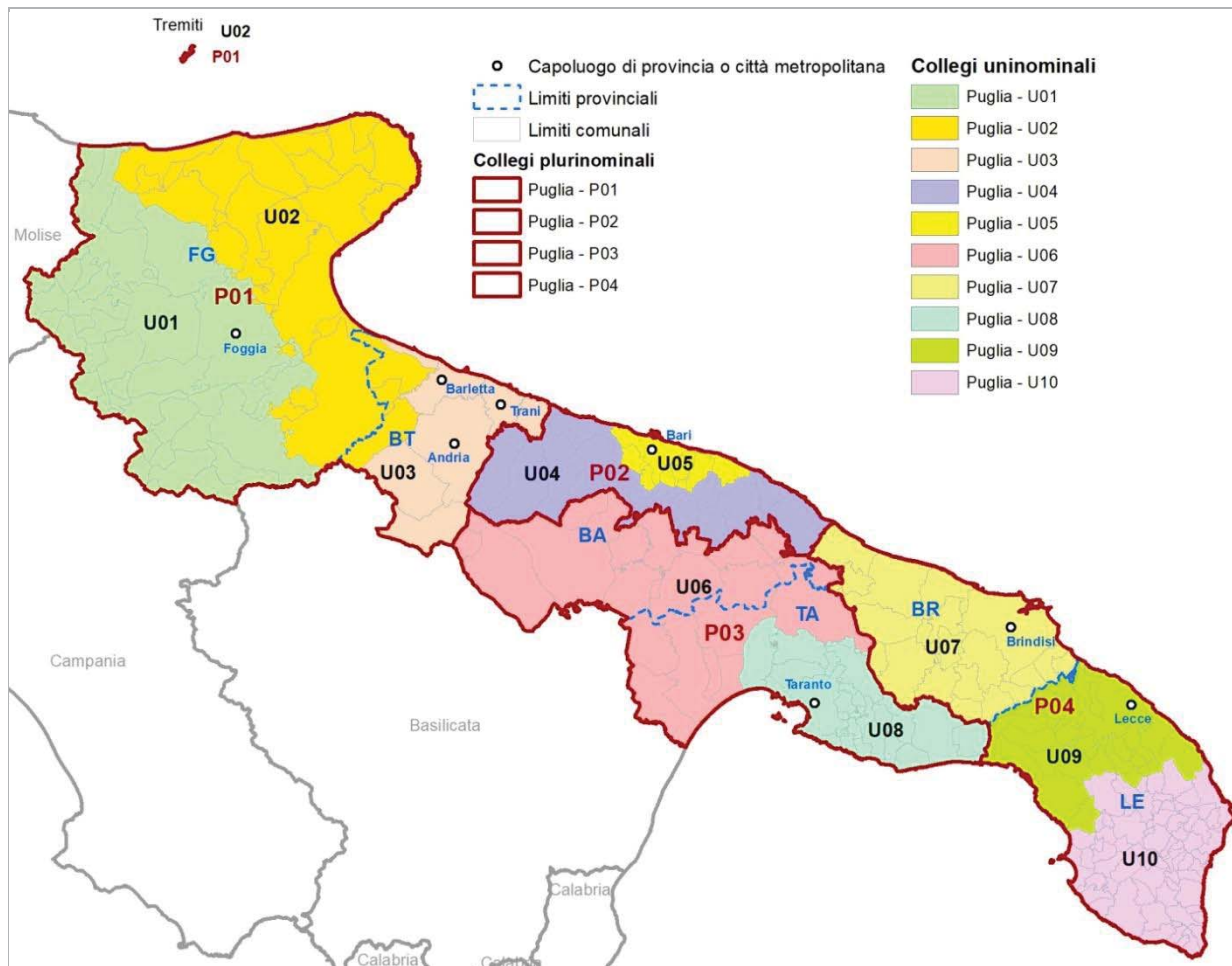 Tremiti U02
P01
Capoluogo di provincia o città metropolitana
Limiti provinciali
Limiti comunali
Collegi plurinominali
Puglia - P01
Puglia - P02
Puglia - P03
Puglia - P04
Collegi uninominali
Puglia - U01
Puglia - U02
Puglia - U03
Puglia - U04
Puglia - U05
Puglia - U06
Puglia - U07
Puglia - U08
Puglia - U09
Puglia - U10
U02
Molise
FG
P01
U01
Foggia
Barletta
Trani
BT
Andria
U03
Bari
U05
U04
P02
BA
U06
TA
P03
BR
U07
Brindisi
Campania
Taranto
P04
Lecce
Basilicata
U08
U09
LE
U10
Calabria
Calabria